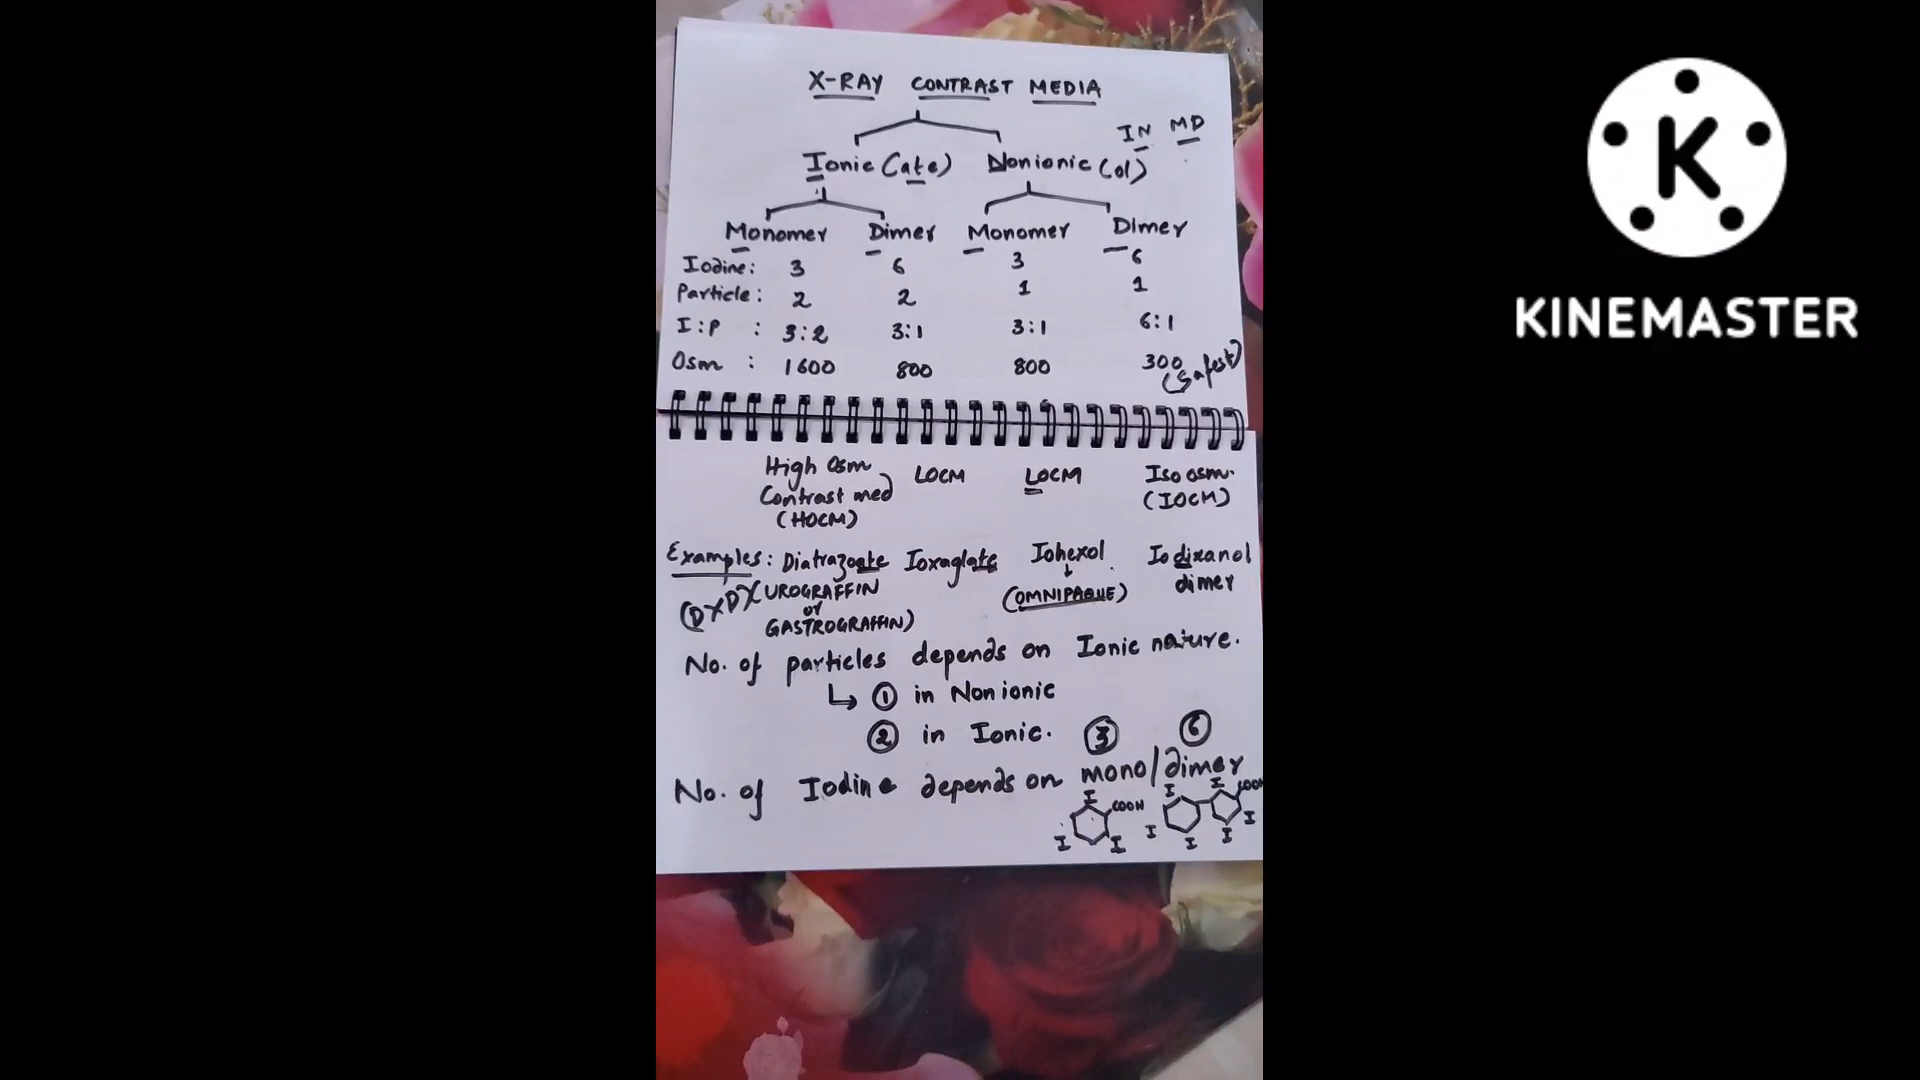 X-RAY CONTRAST MEDIA
IN MD
Ionic (ate) Nonionic (ol)
Monomer Dimer Monomer Dimer
Iodine: 3 6 3 6
Particle: 2 2 1 1
I:P : 3:2 3:1 3:1 6:1
Osm : 1600 800 800 300
(Safest)
High Osm LOCM LOCM Iso osm.
Contrast med (IOCM)
(HOCM)
Examples: Diatrazoate Ioxaglate Iohexol Iodixanol
dimer
(UROGRAFFIN (OMNIPAQUE)
or
GASTROGRAFFIN)
No. of particles depends on Ionic nature.
① in Nonionic
② in Ionic.
③ ⑥
No. of Iodine depends on mono/dimer
I COOH I I COOH
I I I I I I
KINEMASTER